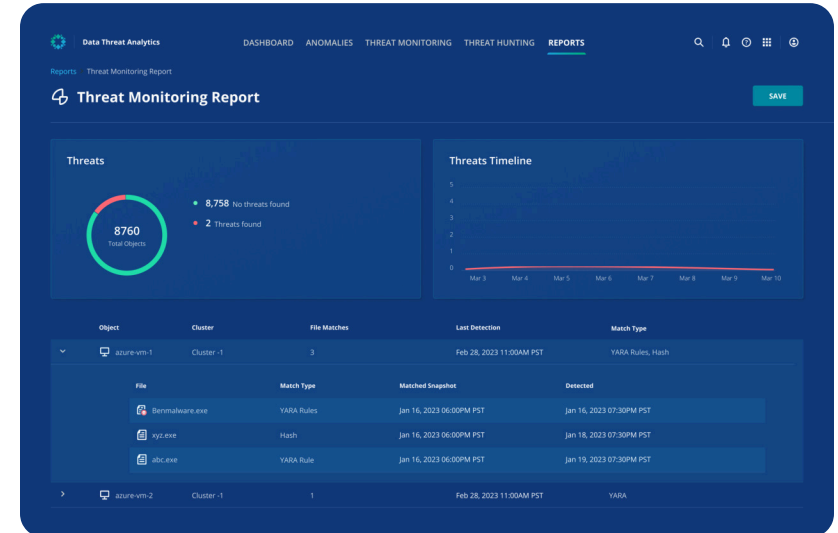 Data Threat Analytics
DASHBOARD ANOMALIES THREAT MONITORING THREAT HUNTING REPORTS
Reports Threat Monitoring Report
Threat Monitoring Report
SAVE
Threats
8760
Total Objects
8,758 No threats found
2 Threats found
Threats Timeline
5
4
3
2
1
0
Mar 3 Mar 4 Mar 5 Mar 6 Mar 7 Mar 8 Mar 9 Mar 10
Object Cluster File Matches Last Detection Match Type
azure-vm-1 Cluster -1 3 Feb 28, 2023 11:00AM PST YARA Rules, Hash
File Match Type Matched Snapshot Detected
Benmalware.exe YARA Rules Jan 16, 2023 06:00PM PST Jan 16, 2023 07:30PM PST
xyz.exe Hash Jan 16, 2023 06:00PM PST Jan 18, 2023 07:30PM PST
abc.exe YARA Rule Jan 16, 2023 06:00PM PST Jan 19, 2023 07:30PM PST
azure-vm-2 Cluster -1 1 Feb 28, 2023 11:00AM PST YARA